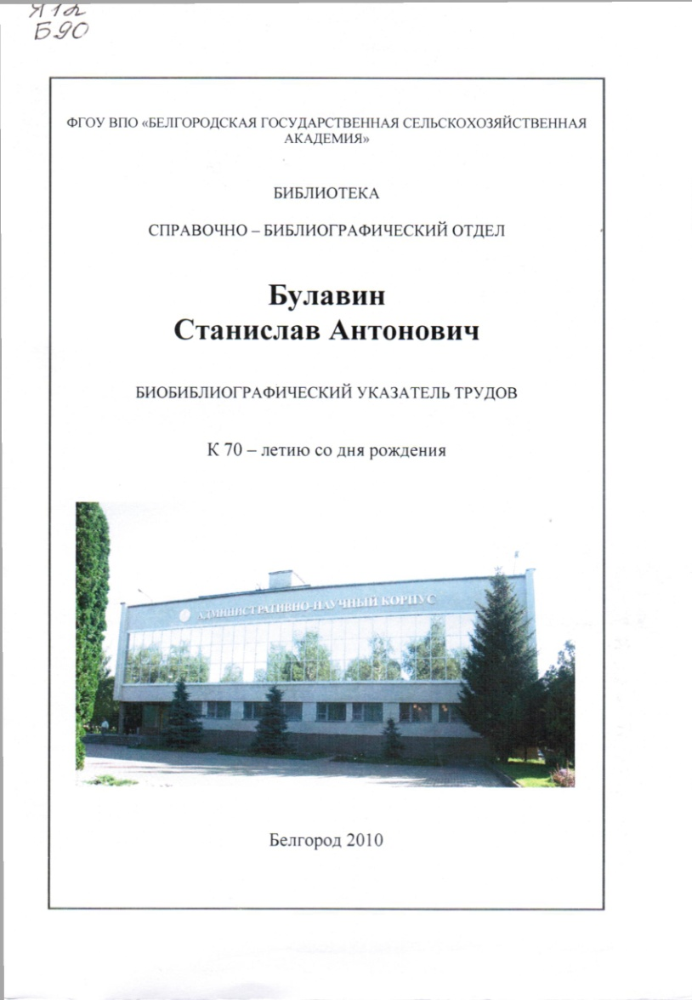 Я12
Б90
ФГОУ ВПО «БЕЛГОРОДСКАЯ ГОСУДАРСТВЕННАЯ СЕЛЬСКОХОЗЯЙСТВЕННАЯ
АКАДЕМИЯ»
БИБЛИОТЕКА
СПРАВОЧНО – БИБЛИОГРАФИЧЕСКИЙ ОТДЕЛ
Булавин
Станислав Антонович
БИОБИБЛИОГРАФИЧЕСКИЙ УКАЗАТЕЛЬ ТРУДОВ
К 70 – летию со дня рождения
АДМИНИСТРАТИВНО-НАУЧНЫЙ КОРПУС
Белгород 2010